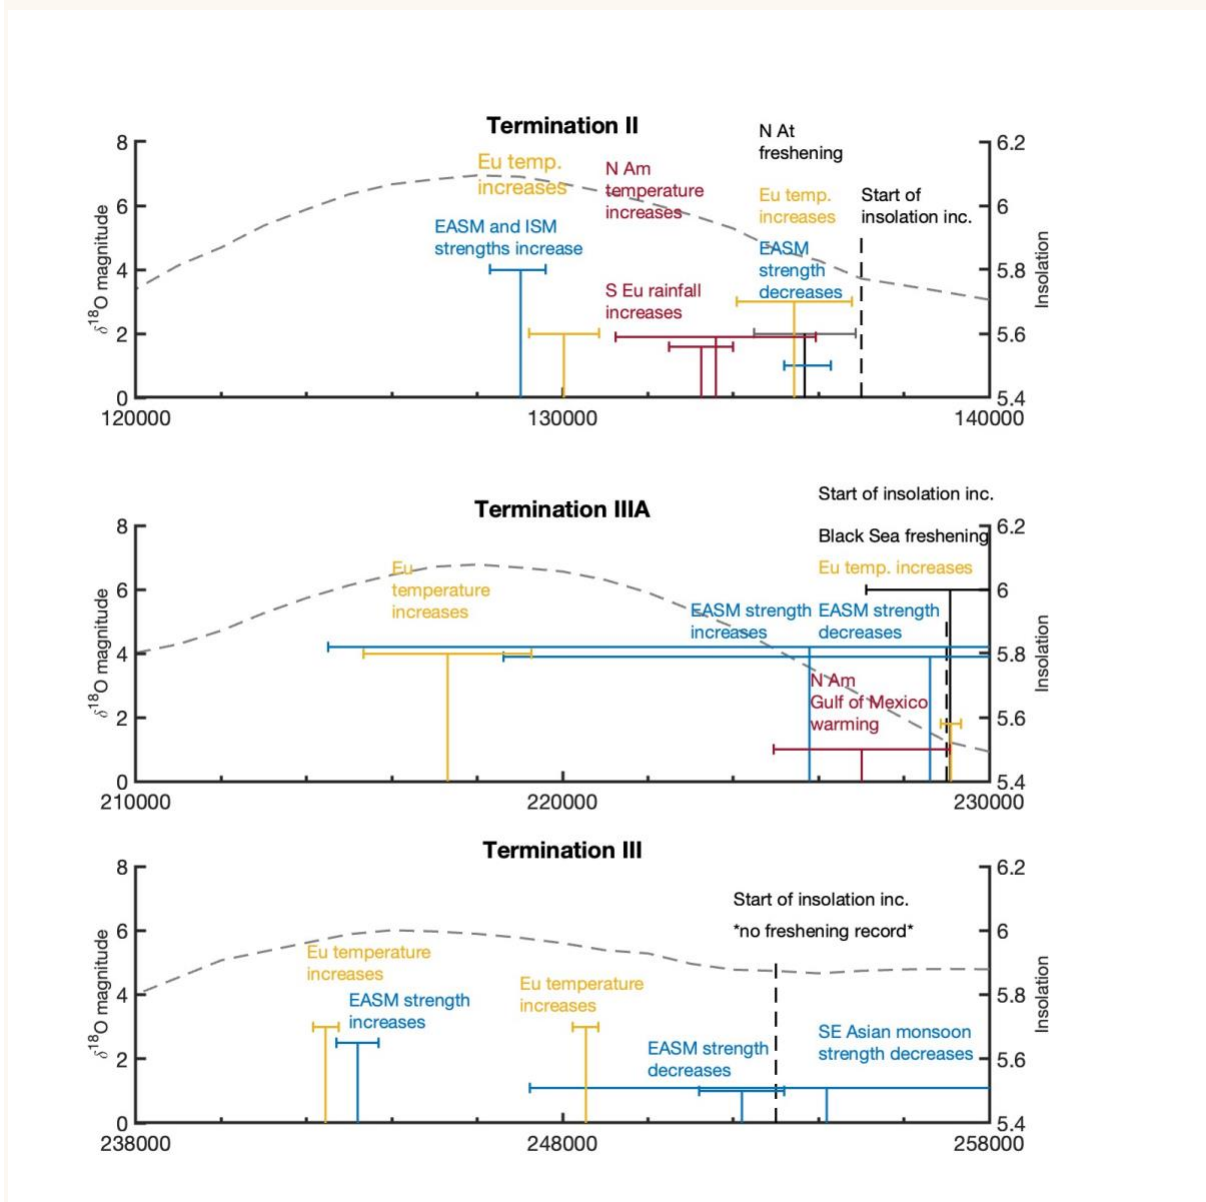 Termination II
N At
freshening
8
6.2
Eu temp.
increases
N Am
temperature
increases
Eu temp.
increases
Start of
insolation inc.
6
6
EASM and ISM
strengths increase
EASM
strength
decreases
S Eu rainfall
increases
4
5.8
2
5.6
0
5.4
δ18O magnitude
Insolation
120000
130000
140000
Start of insolation inc.
Termination IIIA
8
6.2
Black Sea freshening
Eu temp. increases
Eu
temperature
increases
6
6
EASM strength
increases
EASM strength
decreases
4
5.8
N Am
Gulf of Mexico
warming
2
5.6
0
5.4
δ18O magnitude
Insolation
210000
220000
230000
Termination III
8
6.2
Start of insolation inc.
*no freshening record*
6
6
Eu temperature
increases
Eu temperature
increases
EASM strength
increases
4
5.8
EASM strength
decreases
SE Asian monsoon
strength decreases
2
5.6
0
5.4
δ18O magnitude
Insolation
238000
248000
258000